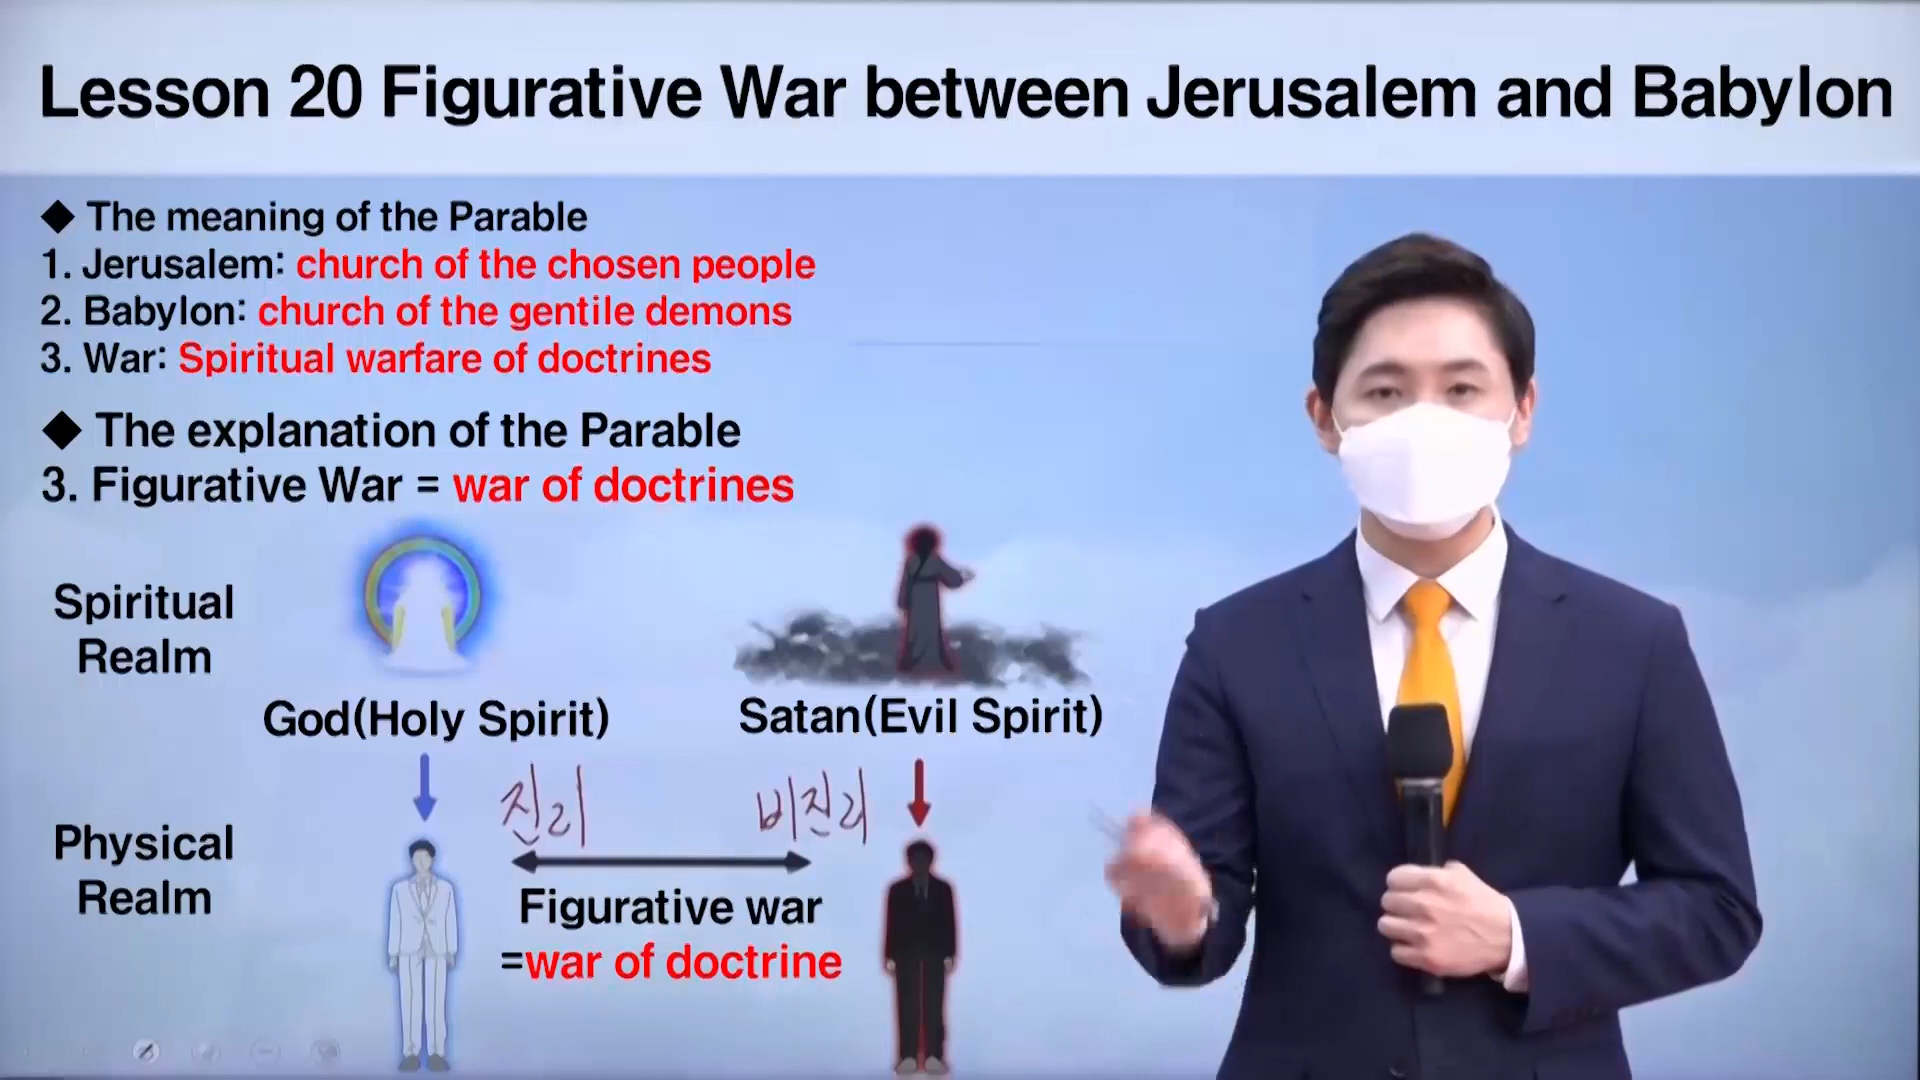 Lesson 20 Figurative War between Jerusalem and Babylon
◆ The meaning of the Parable
1. Jerusalem: church of the chosen people
2. Babylon: church of the gentile demons
3. War: Spiritual warfare of doctrines
◆ The explanation of the Parable
3. Figurative War = war of doctrines
Spiritual
Realm
God(Holy Spirit)
Satan(Evil Spirit)
진리
비진리
Physical
Realm
Figurative war
=war of doctrine